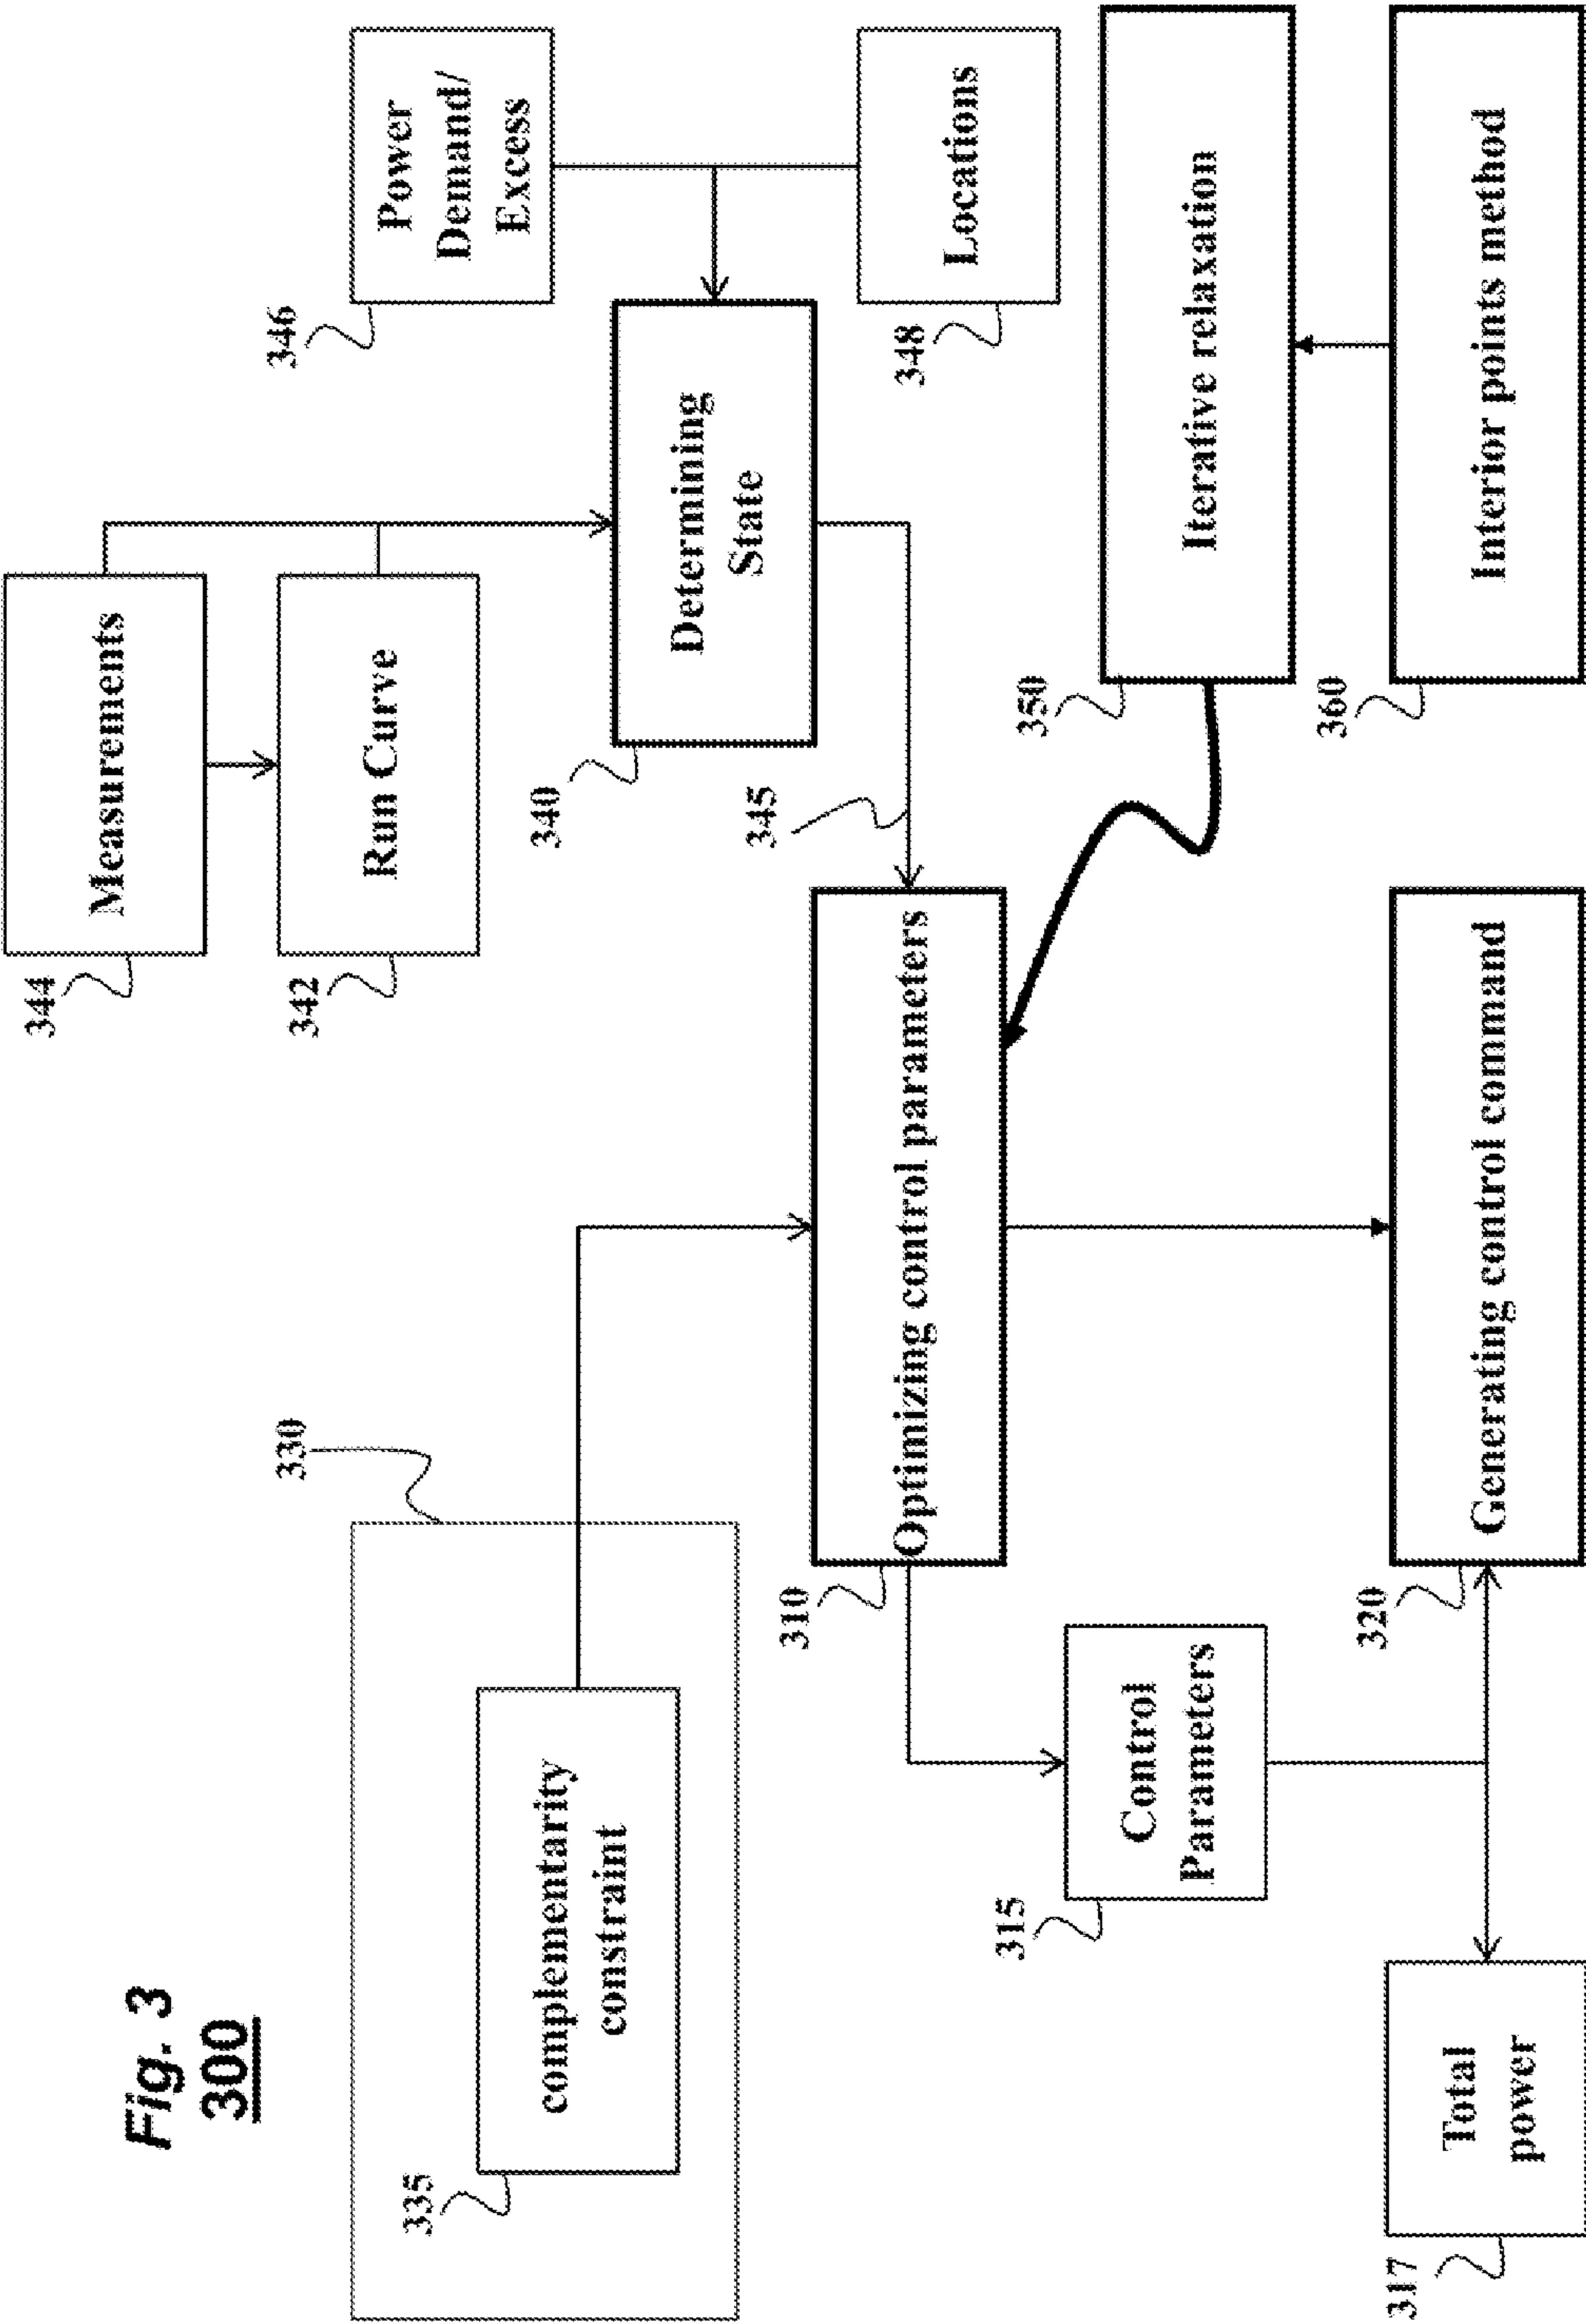 Fig. 3
300
330
335
complementarity
constraint
344
Measurements
342
Run Curve
346
Power
Demand/
Excess
340
Determining
State
348
Locations
345
310
Optimizing control parameters
350
Iterative relaxation
315
Control
Parameters
360
Interior points method
317
Total
power
320
Generating control command